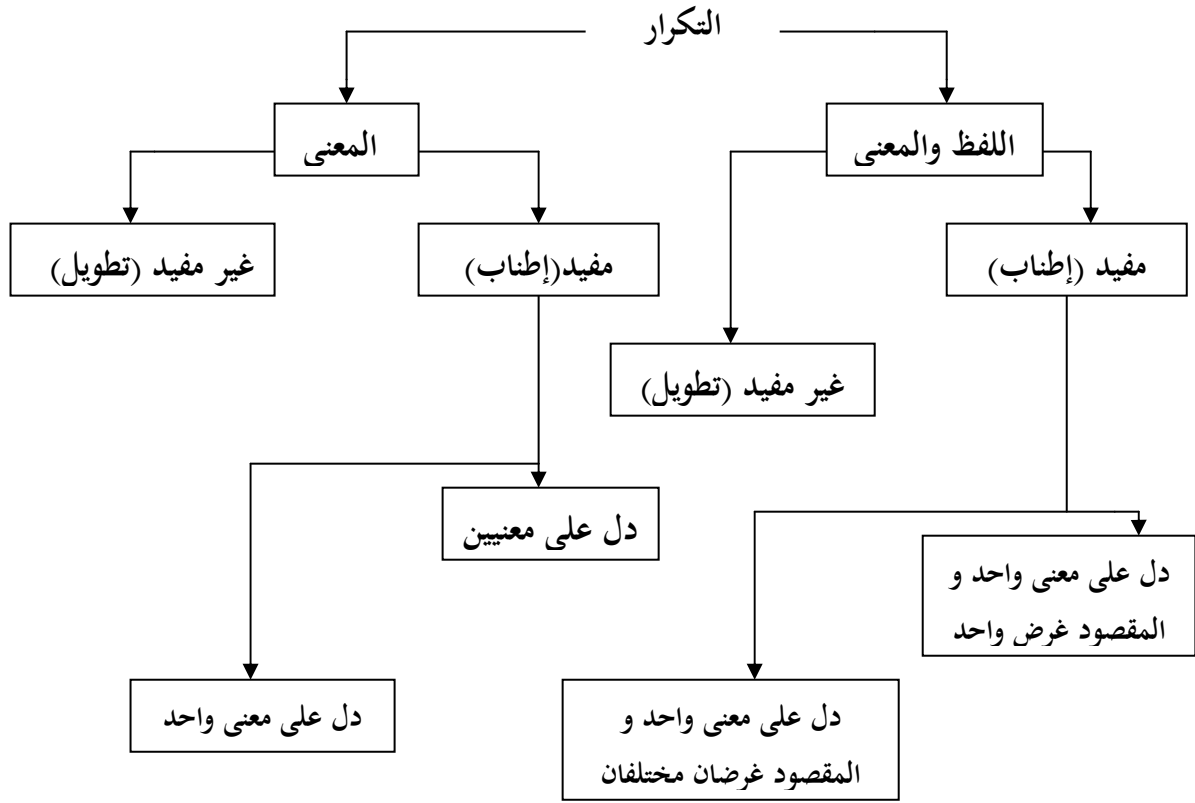 التكرار
اللفظ والمعنى
المعنى
مفيد (إطناب)
مفيد(إطناب)
غير مفيد (تطويل)
غير مفيد (تطويل)
دل على معنيين
دل على معنى واحد و
المقصود غرض واحد
دل على معنى واحد و
المقصود غرضان مختلفان
دل على معنى واحد